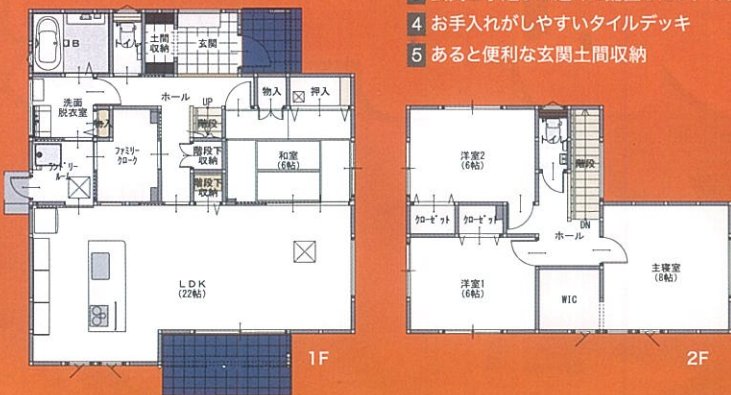 4 お手入れがしやすいタイルデッキ
5 あると便利な玄関土間収納
B
トイレ
土間
収納
玄関
洗面
脱衣室
物入
ホール
UP
階段
物入
押入
ファミリー
クローク
階段下
収納
和室
(6帖)
ランドリー
ルーム
階段下
収納
LDK
(22帖)
1F
洋室2
(6帖)
トイレ
階段
クローゼット
クローゼット
DN
ホール
洋室1
(6帖)
WIC
主寝室
(8帖)
2F